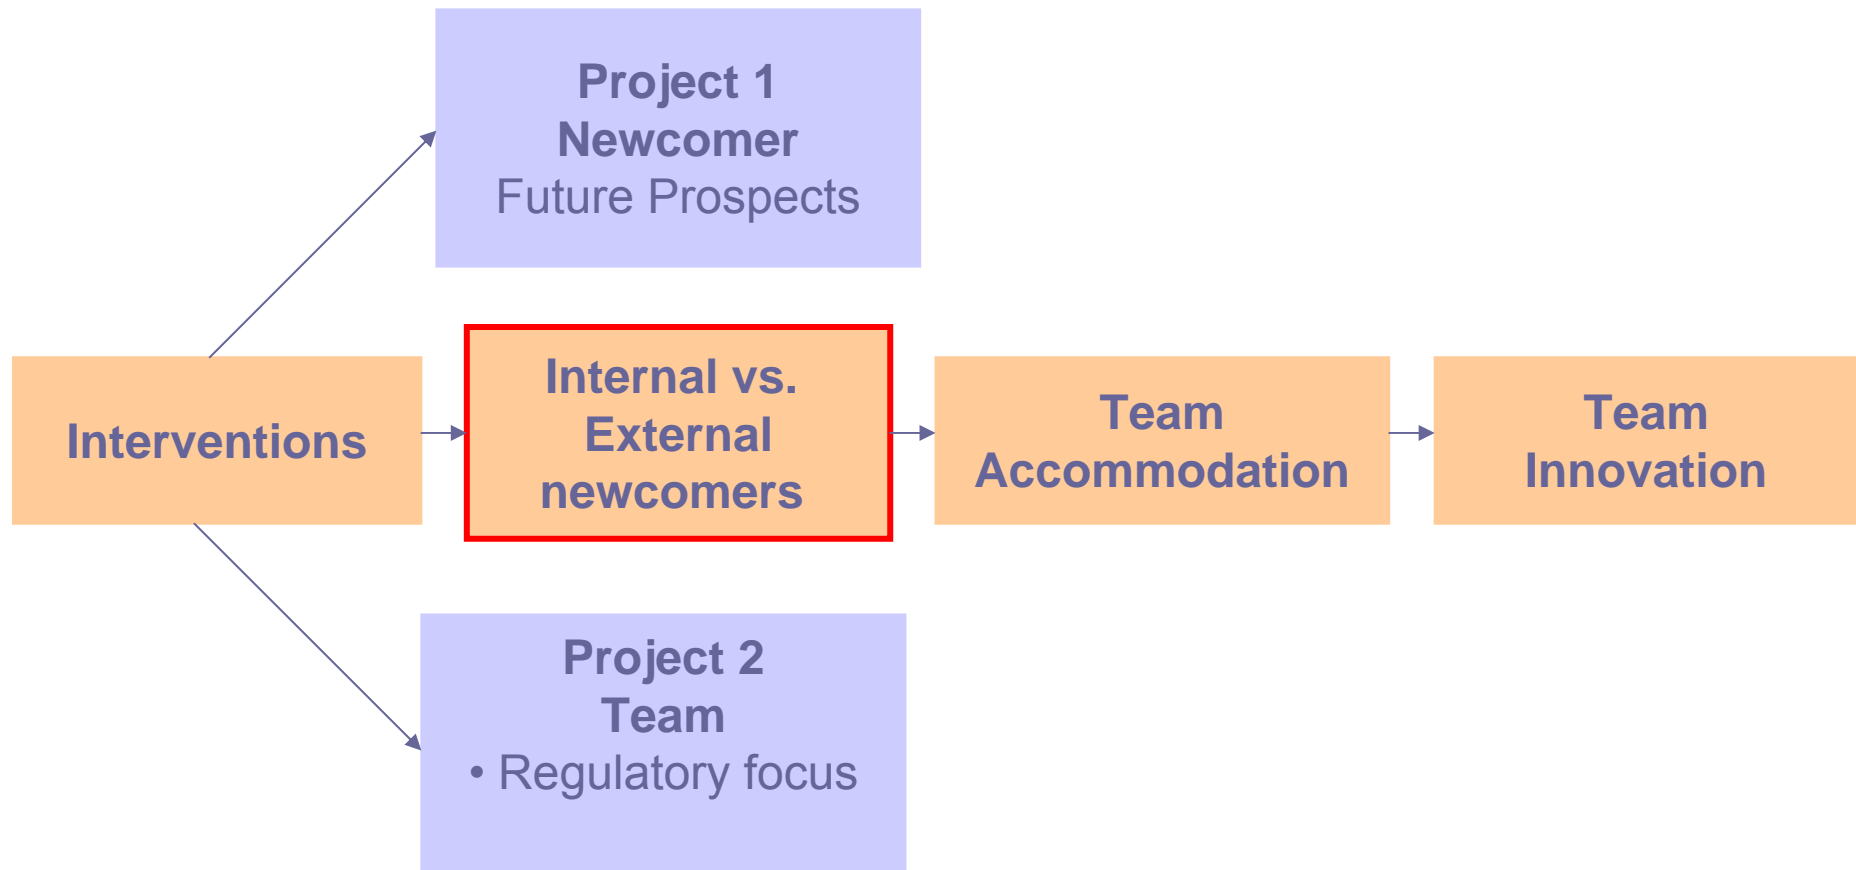 Project 1
Newcomer
Future Prospects
Interventions
Internal vs.
External
newcomers
Team
Accommodation
Team
Innovation
Project 2
Team
• Regulatory focus